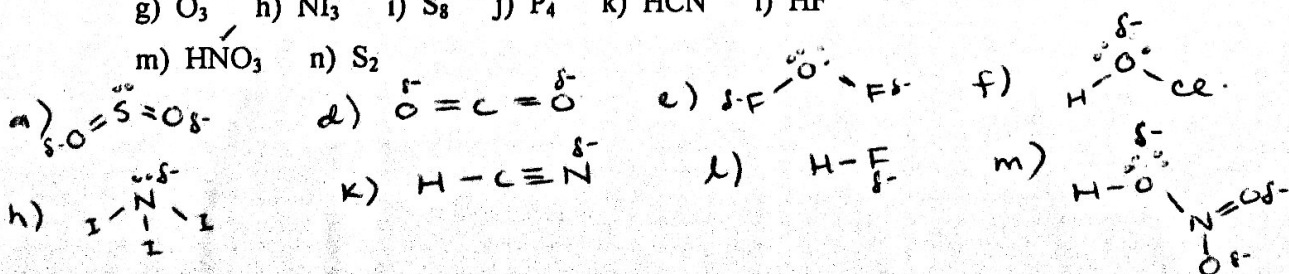 g) O₃ h) NI₃ i) S₈ j) P₄ k) HCN l) HF
m) HNO₃ n) S₂
a) δ-O=S=Oδ- d) O=C=O δ- δ- e) δ-F O Fδ- f) H O Cl. δ-
h) N I I I δ- k) H-C≡N δ- l) H-F δ- m) H-O N=Oδ- Oδ- δ-